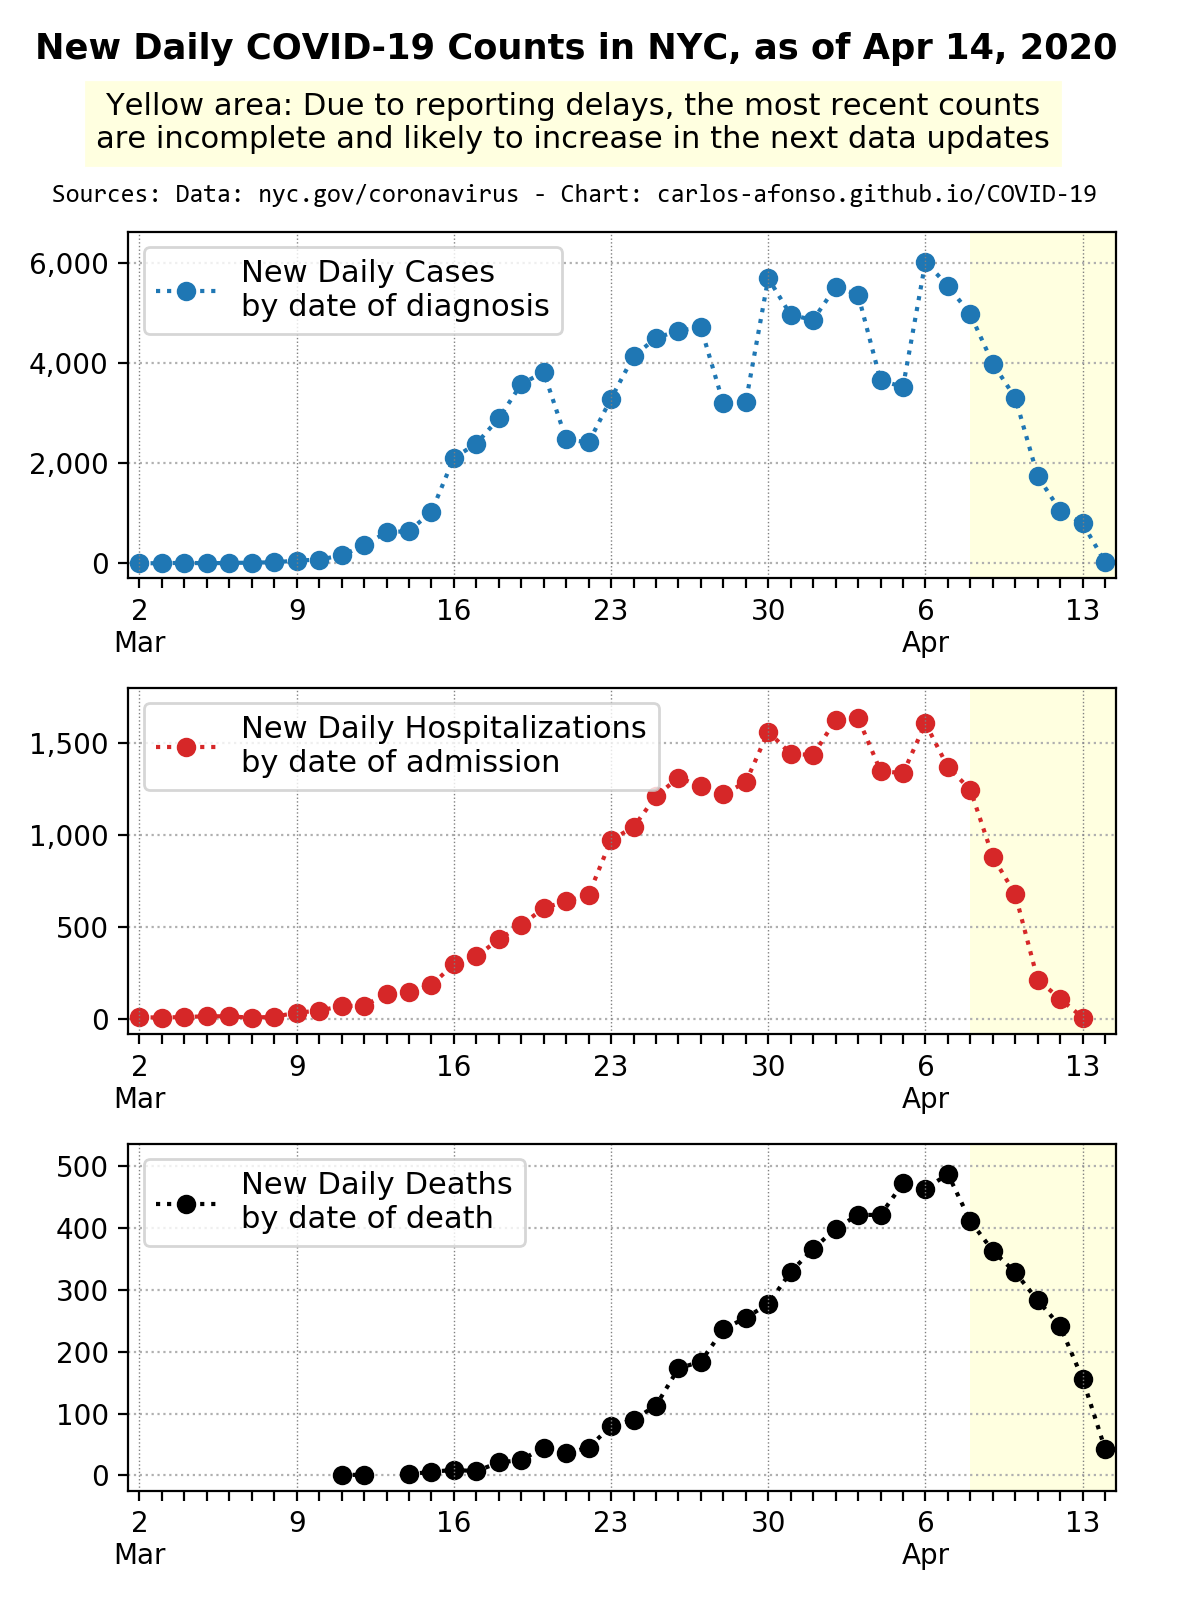 New Daily COVID-19 Counts in NYC, as of Apr 14, 2020
Yellow area: Due to reporting delays, the most recent counts
are incomplete and likely to increase in the next data updates
Sources: Data: nyc.gov/coronavirus - Chart: carlos-afonso.github.io/COVID-19
New Daily Cases
by date of diagnosis
6,000
4,000
2,000
0
2 9 16 23 30 6 13
Mar Apr
New Daily Hospitalizations
by date of admission
1,500
1,000
500
0
2 9 16 23 30 6 13
Mar Apr
New Daily Deaths
by date of death
500
400
300
200
100
0
2 9 16 23 30 6 13
Mar Apr